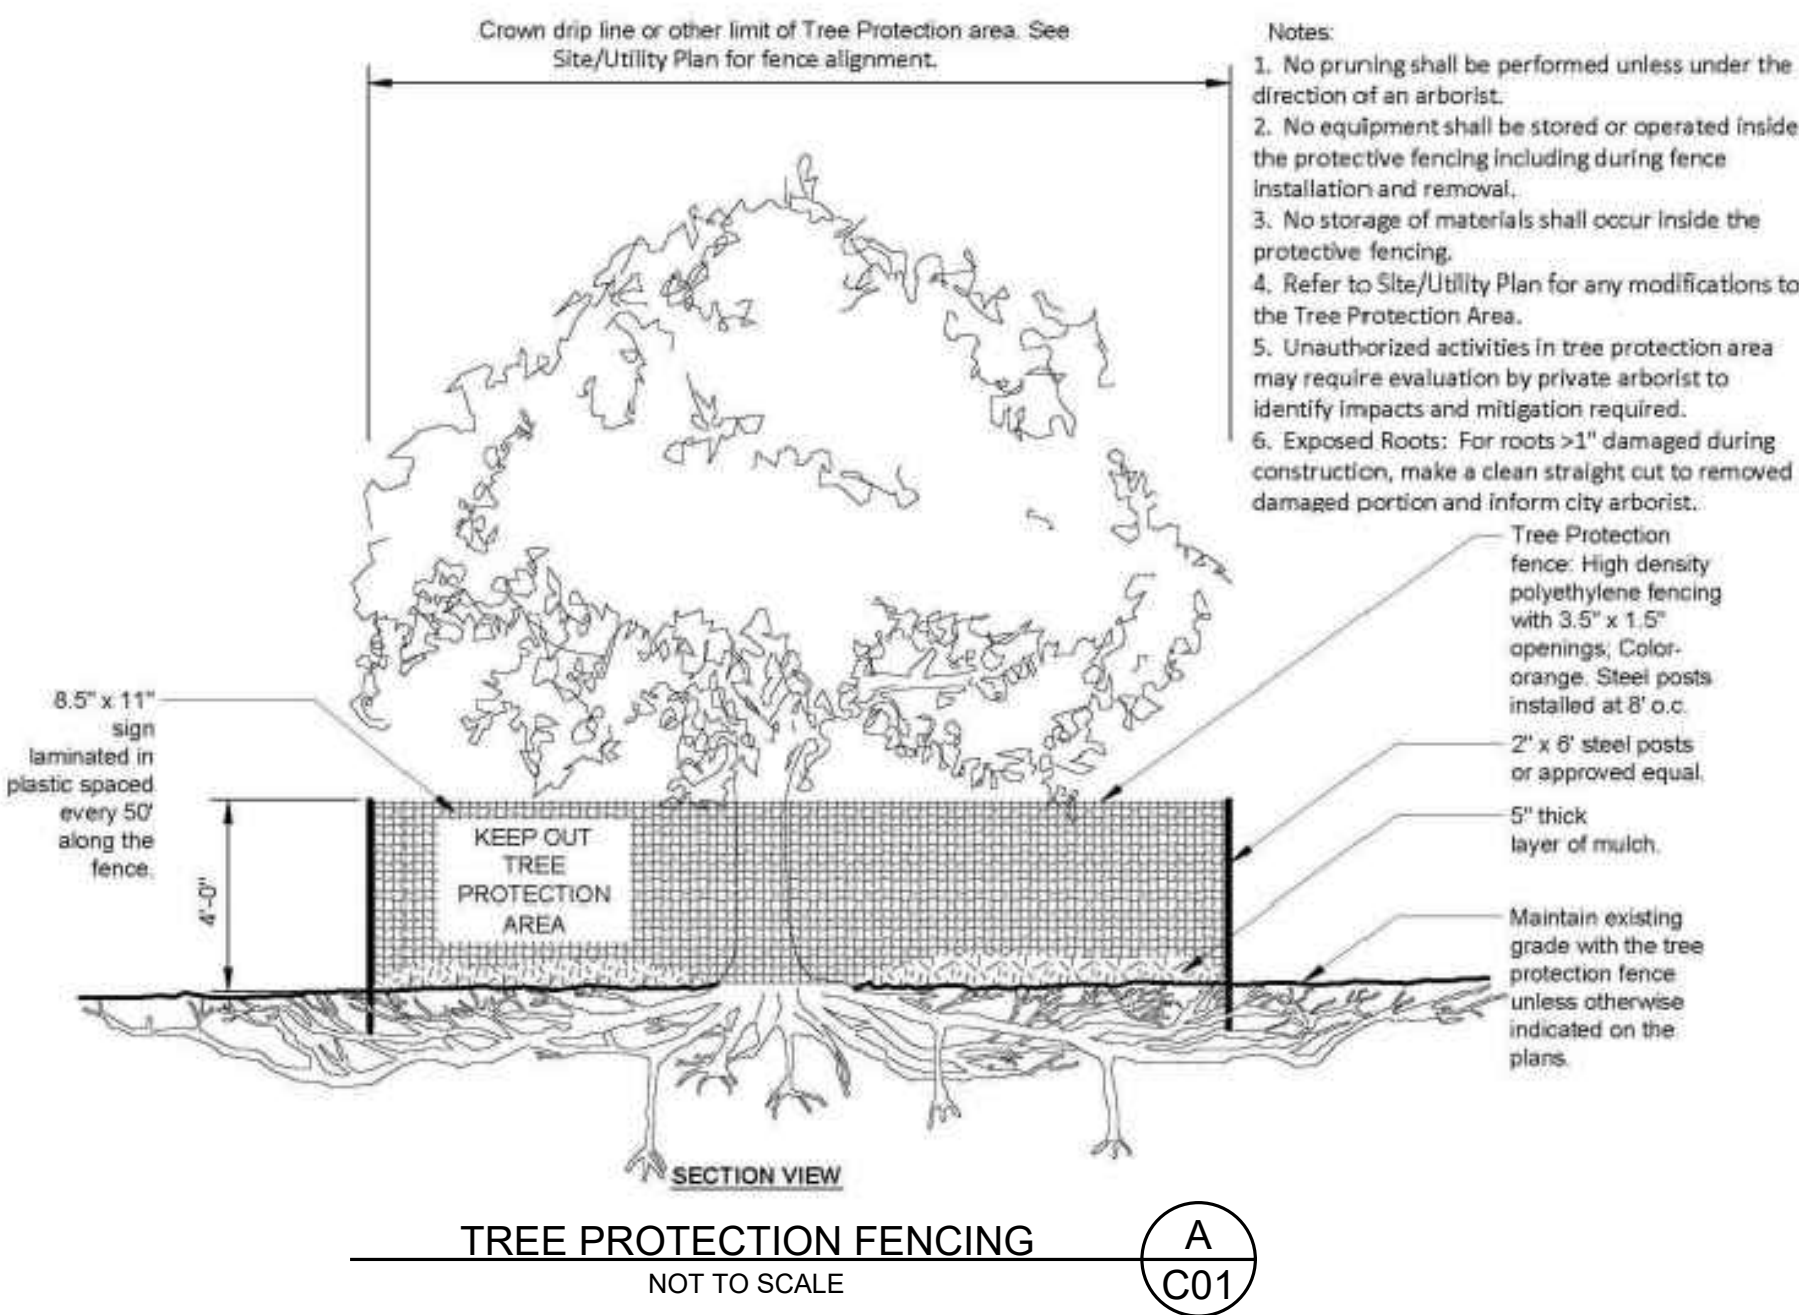 Crown drip line or other limit of Tree Protection area. See
Site/Utility Plan for fence alignment.
Notes:
1. No pruning shall be performed unless under the
direction of an arborist.
2. No equipment shall be stored or operated inside
the protective fencing including during fence
installation and removal.
3. No storage of materials shall occur inside the
protective fencing.
4. Refer to Site/Utility Plan for any modifications to
the Tree Protection Area.
5. Unauthorized activities in tree protection area
may require evaluation by private arborist to
identify impacts and mitigation required.
6. Exposed Roots: For roots >1" damaged during
construction, make a clean straight cut to removed
damaged portion and inform city arborist.
Tree Protection
fence: High density
polyethylene fencing
with 3.5" x 1.5"
openings; Color-
orange. Steel posts
installed at 8' o.c.
2" x 6' steel posts
or approved equal.
5" thick
layer of mulch.
Maintain existing
grade with the tree
protection fence
unless otherwise
indicated on the
plans.
8.5" x 11"
sign
laminated in
plastic spaced
every 50'
along the
fence.
4'-0"
KEEP OUT
TREE
PROTECTION
AREA
SECTION VIEW
TREE PROTECTION FENCING
NOT TO SCALE
A
C01